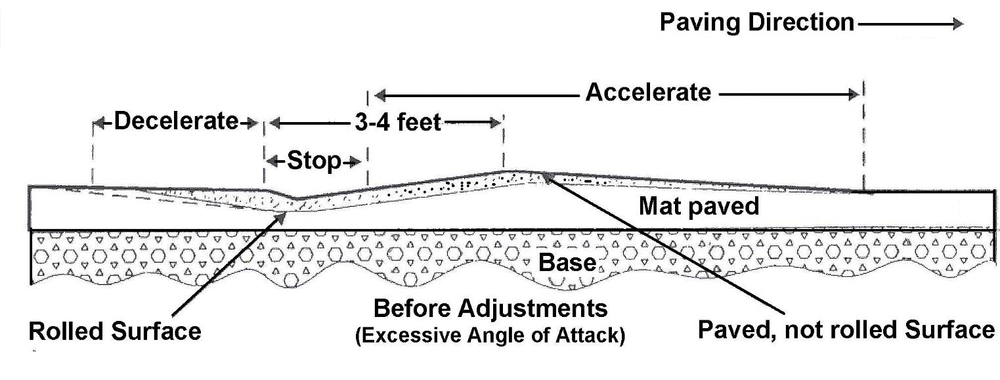 Paving Direction
Accelerate
Decelerate
3-4 feet
Stop
Mat paved
Base
Before Adjustments
(Excessive Angle of Attack)
Rolled Surface
Paved, not rolled Surface